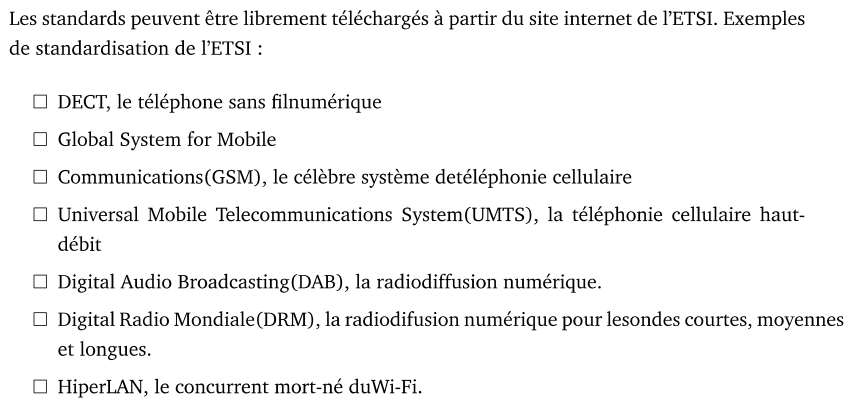 Les standards peuvent être librement téléchargés à partir du site internet de l'ETSI. Exemples
de standardisation de l'ETSI :
□ DECT, le téléphone sans filnumérique
□ Global System for Mobile
□ Communications(GSM), le célèbre système detéléphonie cellulaire
□ Universal Mobile Telecommunications System(UMTS), la téléphonie cellulaire haut-
débit
□ Digital Audio Broadcasting(DAB), la radiodiffusion numérique.
□ Digital Radio Mondiale(DRM), la radiodifusion numérique pour lesondes courtes, moyennes
et longues.
□ HiperLAN, le concurrent mort-né duWi-Fi.